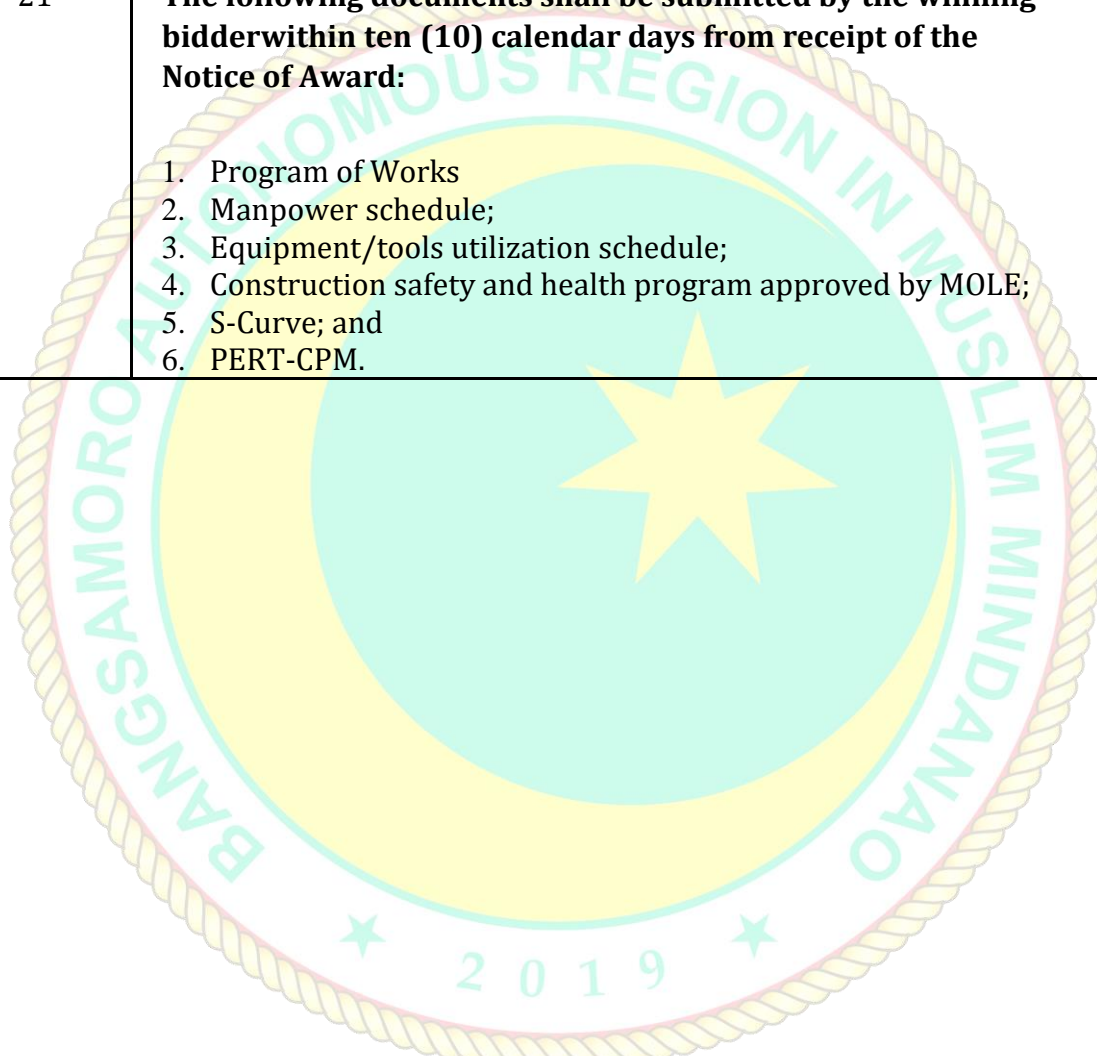 21 The following documents shall be submitted by the winning
bidderwithin ten (10) calendar days from receipt of the
Notice of Award:
1. Program of Works
2. Manpower schedule;
3. Equipment/tools utilization schedule;
4. Construction safety and health program approved by MOLE;
5. S-Curve; and
6. PERT-CPM.
BANGSAMORO AUTONOMOUS REGION IN MUSLIM MINDANAO
2019